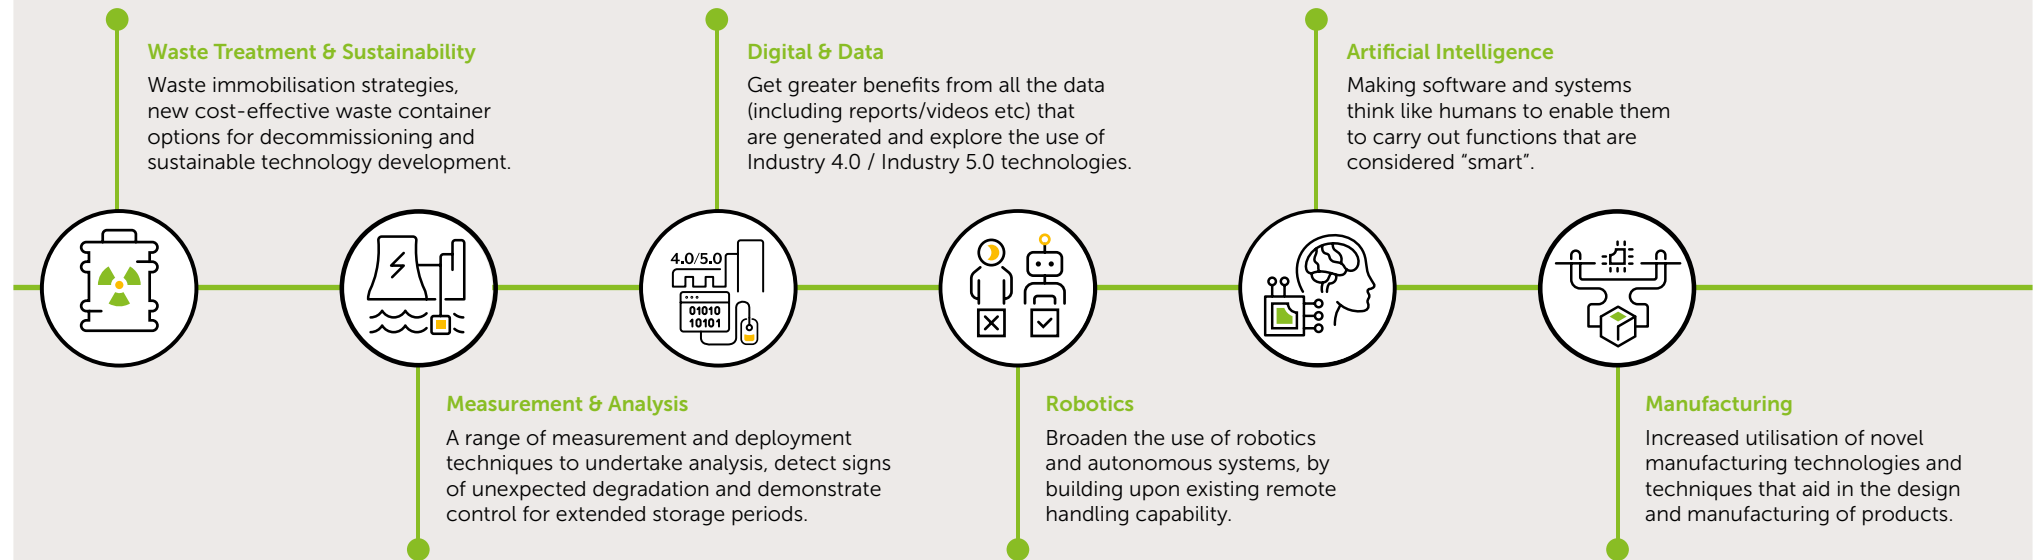 Waste Treatment & Sustainability
Waste immobilisation strategies,
new cost-effective waste container
options for decommissioning and
sustainable technology development.
Digital & Data
Get greater benefits from all the data
(including reports/videos etc) that
are generated and explore the use of
Industry 4.0 / Industry 5.0 technologies.
Artificial Intelligence
Making software and systems
think like humans to enable them
to carry out functions that are
considered “smart”.
4.0/5.0
01010
10101
Measurement & Analysis
A range of measurement and deployment
techniques to undertake analysis, detect signs
of unexpected degradation and demonstrate
control for extended storage periods.
Robotics
Broaden the use of robotics
and autonomous systems, by
building upon existing remote
handling capability.
Manufacturing
Increased utilisation of novel
manufacturing technologies and
techniques that aid in the design
and manufacturing of products.